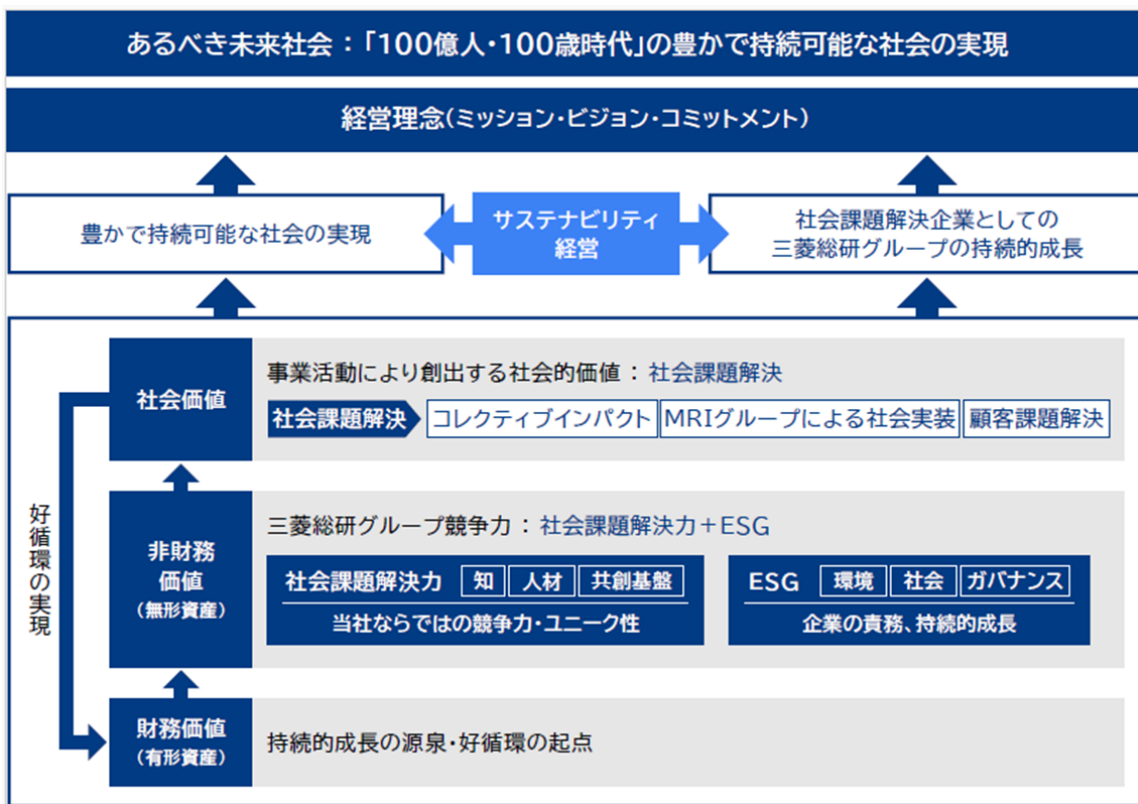 あるべき未来社会：「100億人・100歳時代」の豊かで持続可能な社会の実現
経営理念（ミッション・ビジョン・コミットメント）
豊かで持続可能な社会の実現
サステナビリティ
経営
社会課題解決企業としての
三菱総研グループの持続的成長
好循環の実現
社会価値
事業活動により創出する社会的価値：社会課題解決
社会課題解決 コレクティブインパクト MRIグループによる社会実装 顧客課題解決
非財務
価値
（無形資産）
三菱総研グループ競争力：社会課題解決力＋ESG
社会課題解決力 知 人材 共創基盤
当社ならではの競争力・ユニーク性
ESG 環境 社会 ガバナンス
企業の責務、持続的成長
財務価値
（有形資産）
持続的成長の源泉・好循環の起点